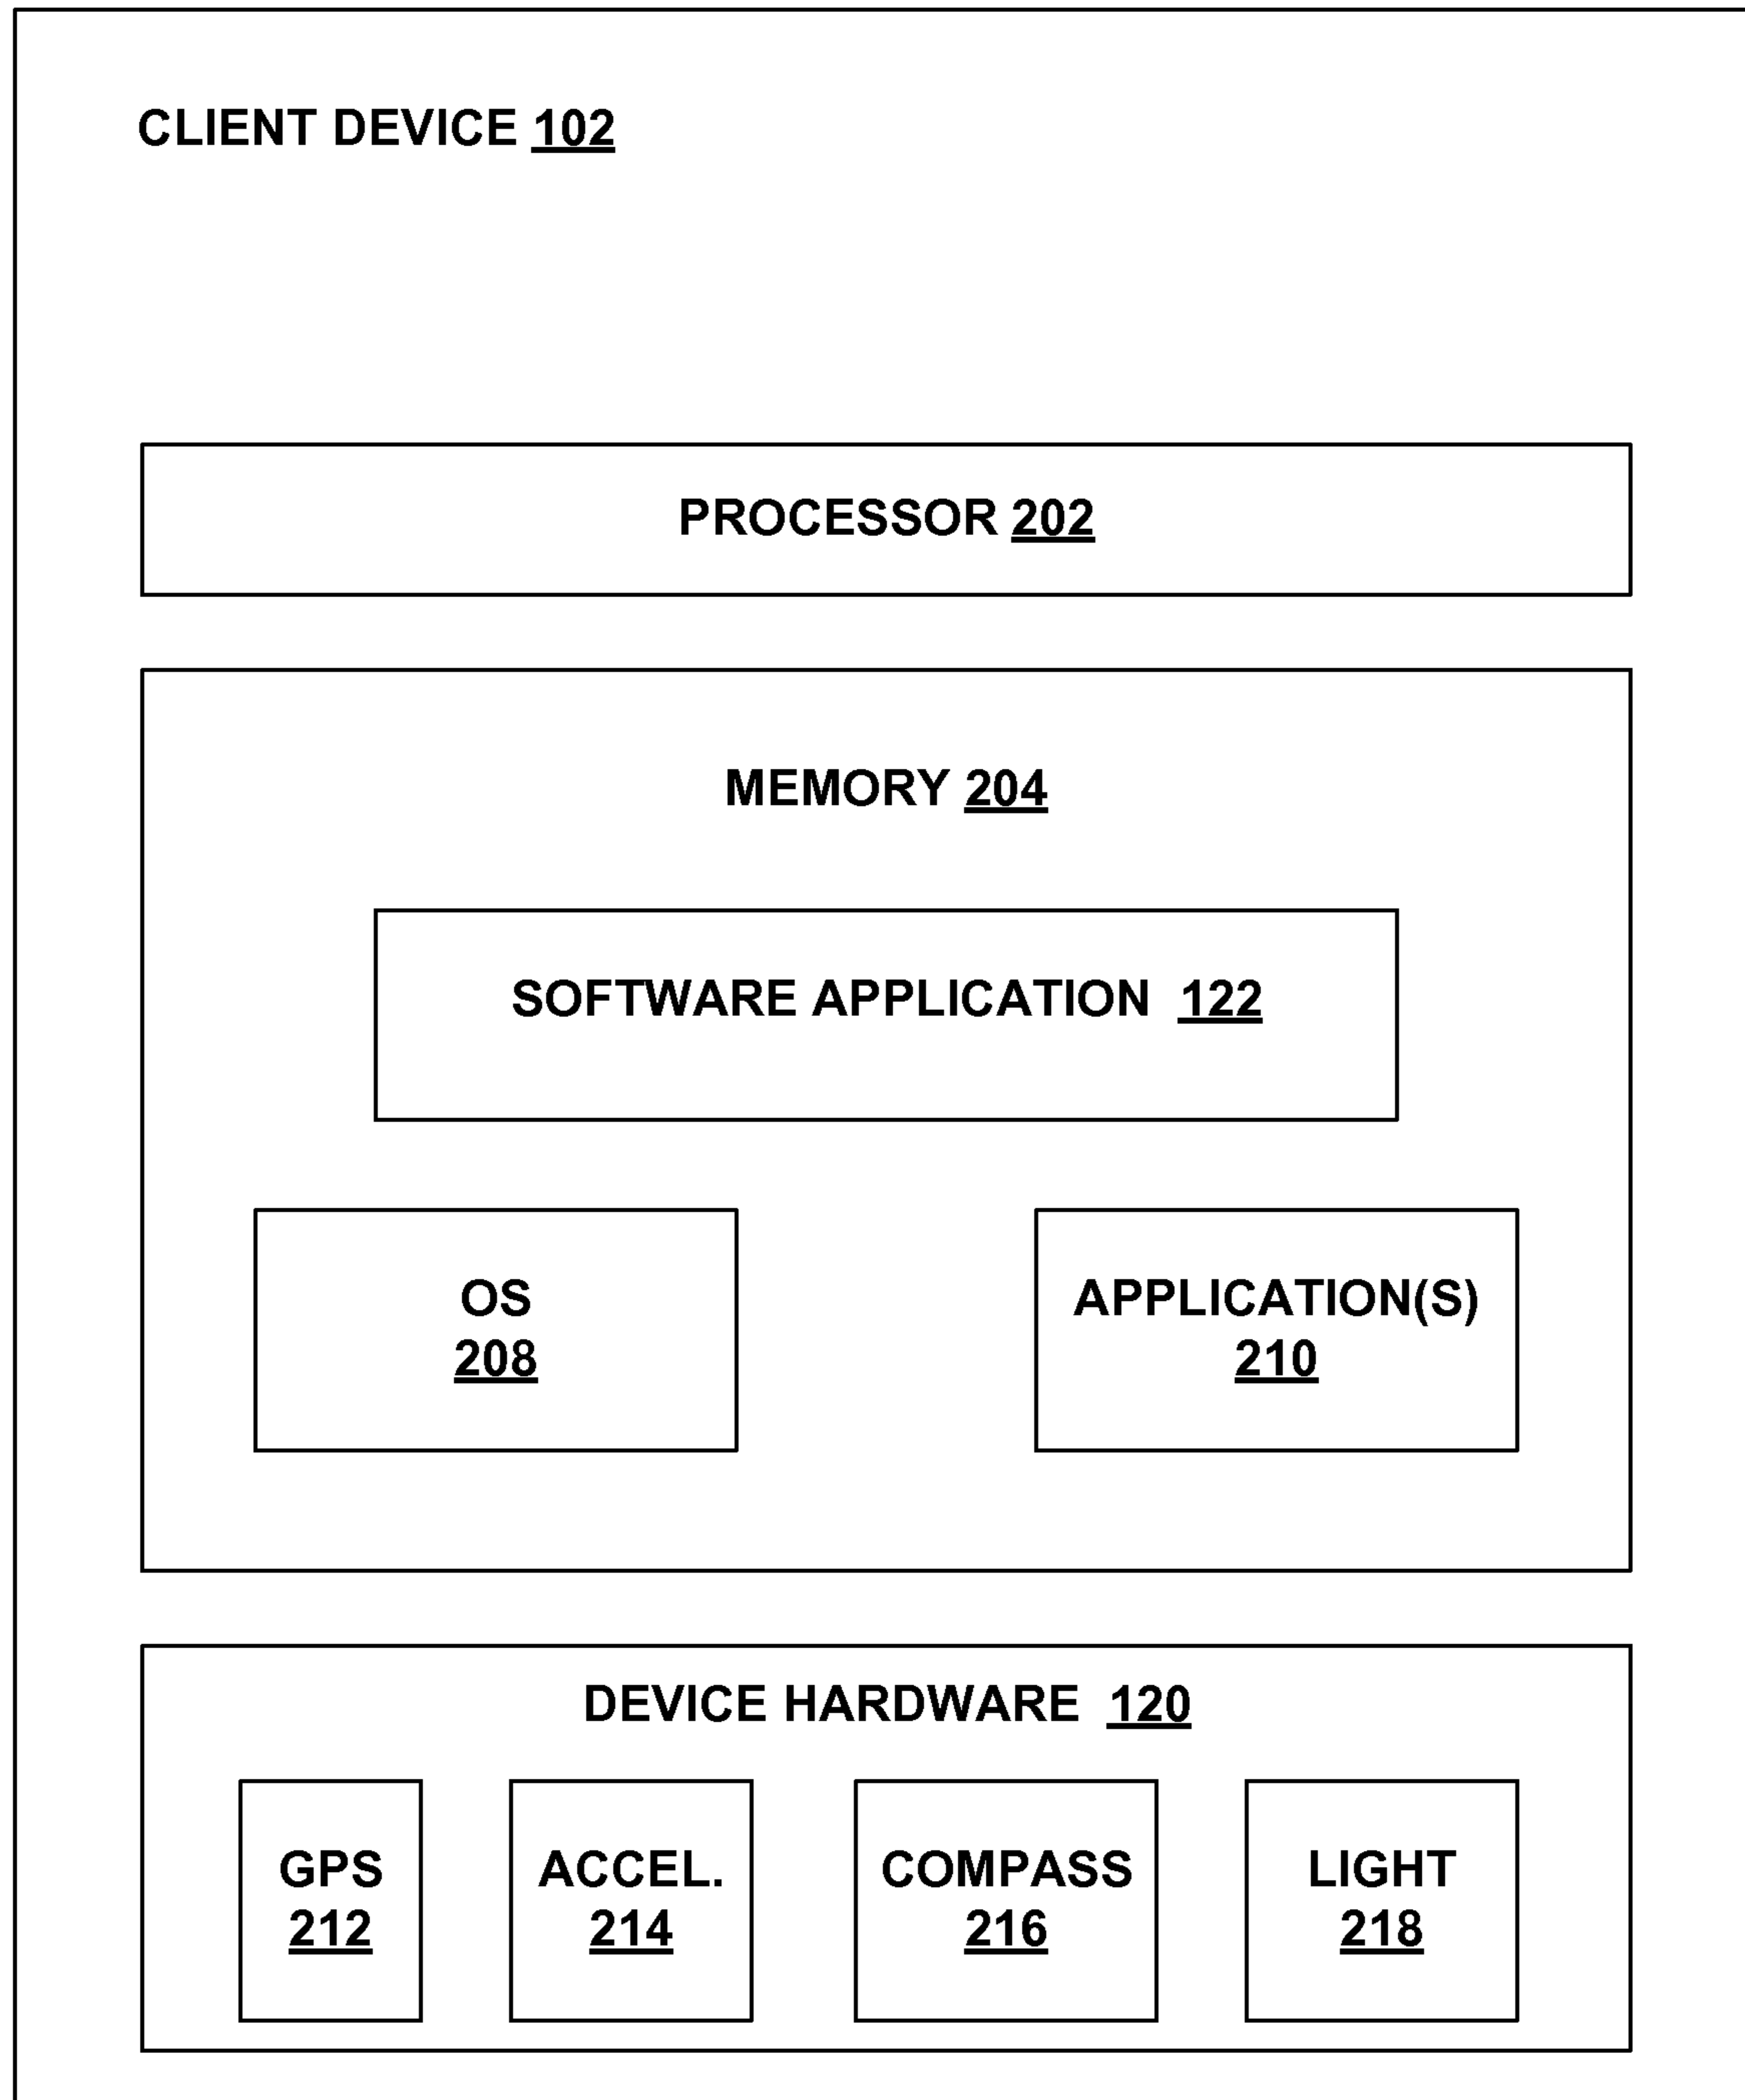 CLIENT DEVICE 102
PROCESSOR 202
MEMORY 204
SOFTWARE APPLICATION 122
OS
208
APPLICATION(S)
210
DEVICE HARDWARE 120
GPS
212
ACCEL.
214
COMPASS
216
LIGHT
218